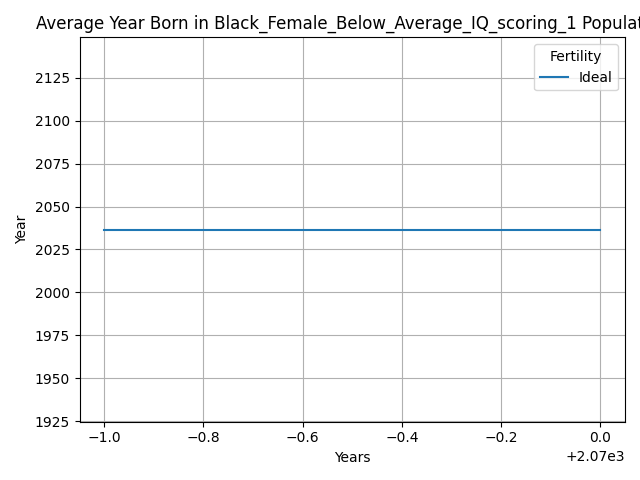 Average Year Born in Black_Female_Below_Average_IQ_scoring_1 Populat
Fertility
Ideal
2125
2100
2075
2050
2025
2000
1975
1950
1925
Year
−1.0 −0.8 −0.6 −0.4 −0.2 0.0
Years
+2.07e3